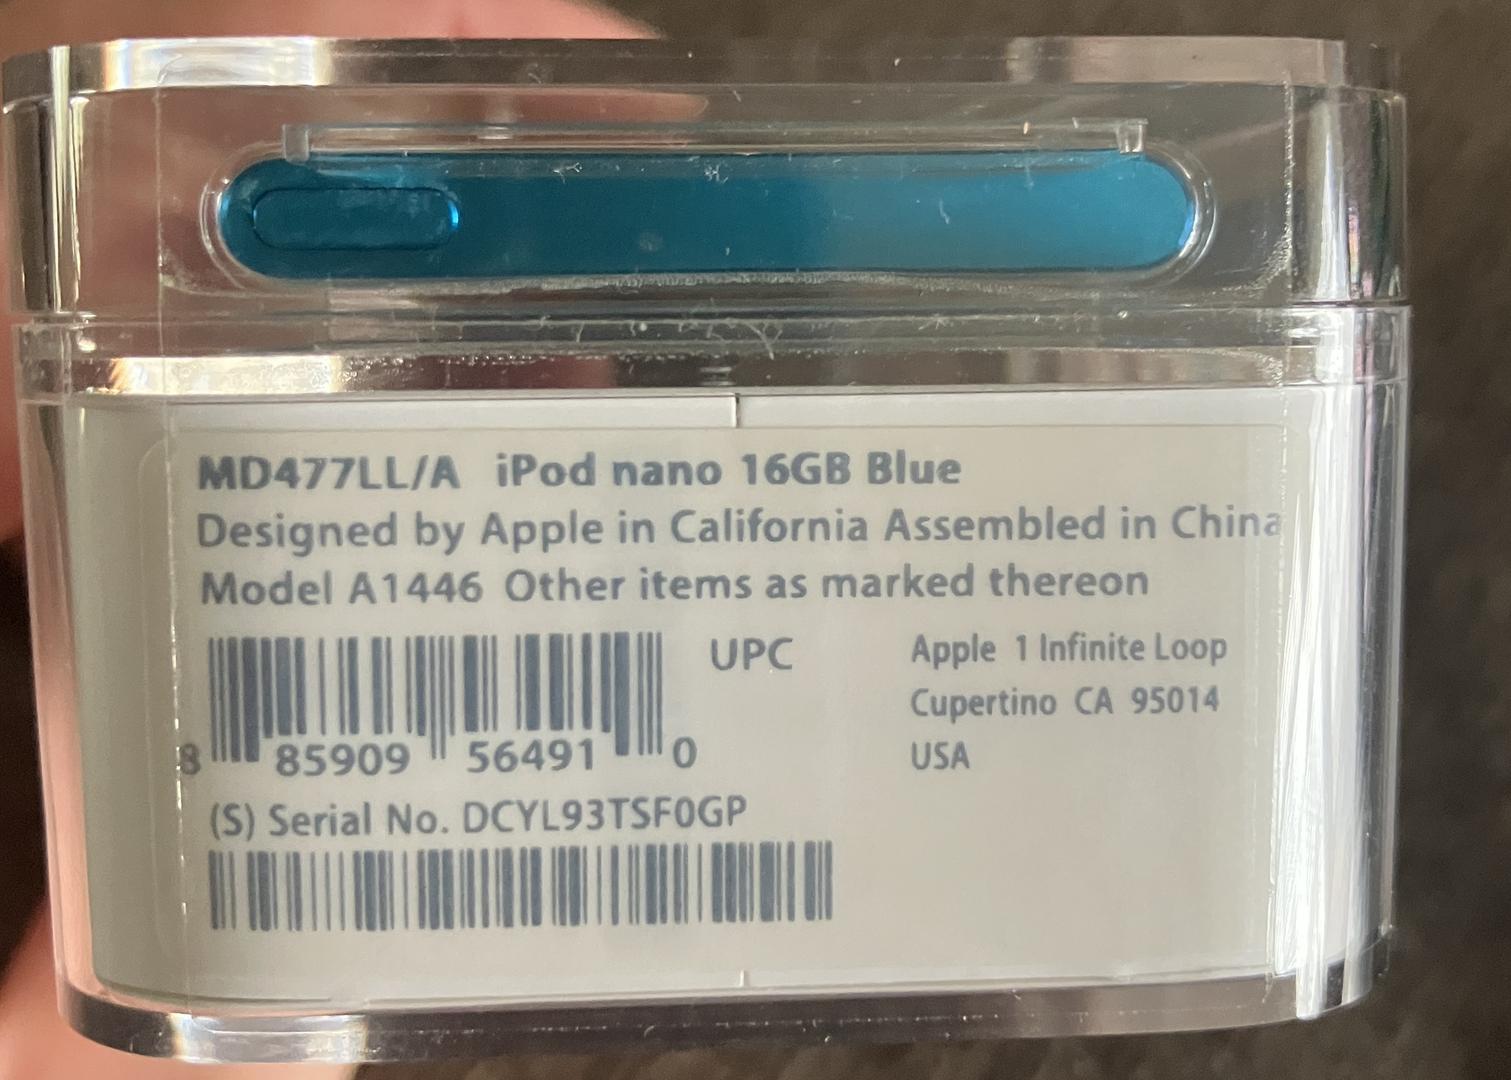 MD477LL/A iPod nano 16GB Blue
Designed by Apple in California Assembled in China
Model A1446 Other items as marked thereon
UPC
8 85909 56491 0
(S) Serial No. DCYL93TSF0GP
Apple 1 Infinite Loop
Cupertino CA 95014
USA